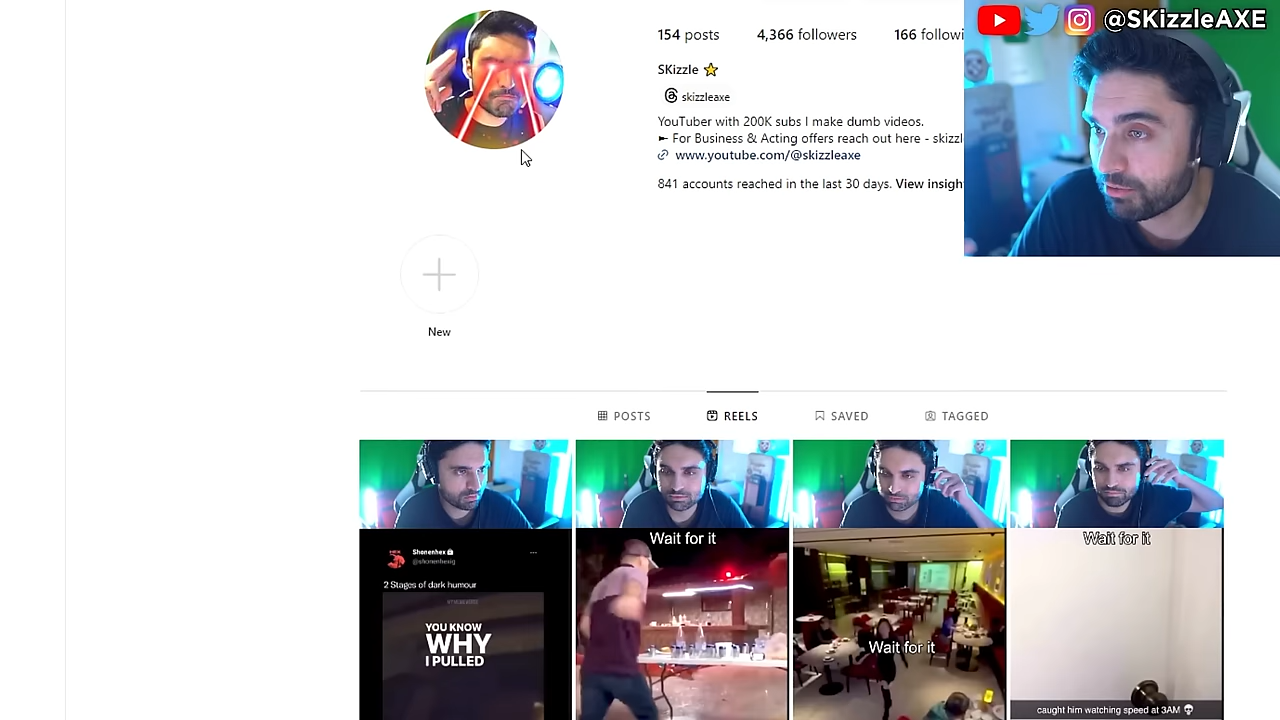 @SKizzleAXE
154 posts 4,366 followers 166 followi
SKizzle
skizzleaxe
YouTuber with 200K subs I make dumb videos.
► For Business & Acting offers reach out here - skizzl
www.youtube.com/@skizzleaxe
841 accounts reached in the last 30 days. View insigh
New
POSTS REELS SAVED TAGGED
Shonenhex
@shonenhexig
2 Stages of dark humour
YOU KNOW
WHY
I PULLED
Wait for it
Wait for it
Wait for it
caught him watching speed at 3AM